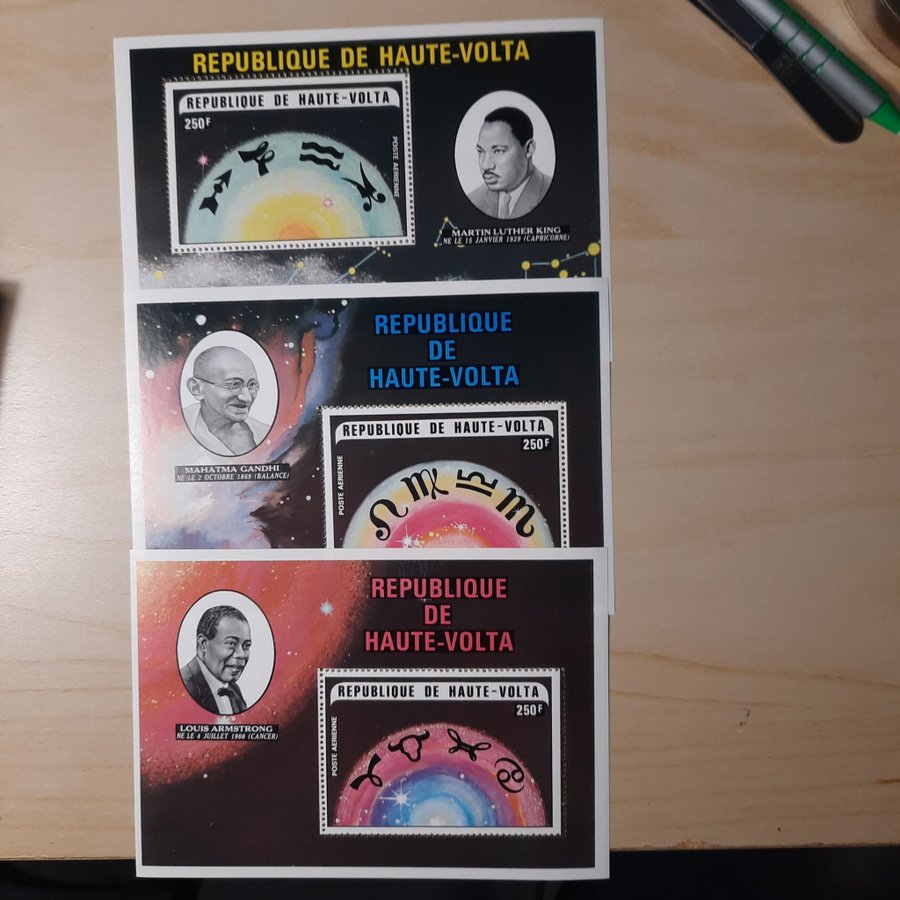 REPUBLIQUE DE HAUTE-VOLTA
REPUBLIQUE DE HAUTE-VOLTA
250F
POSTE AERIENNE
MARTIN LUTHER KING
NE LE 15 JANVIER 1929 (CAPRICORNE)
REPUBLIQUE
DE
HAUTE-VOLTA
MAHATMA GANDHI
NE LE 2 OCTOBRE 1869 (BALANCE)
REPUBLIQUE DE HAUTE-VOLTA
250F
POSTE AERIENNE
REPUBLIQUE
DE
HAUTE-VOLTA
LOUIS ARMSTRONG
NE LE 4 JUILLET 1900 (CANCER)
REPUBLIQUE DE HAUTE-VOLTA
250F
POSTE AERIENNE